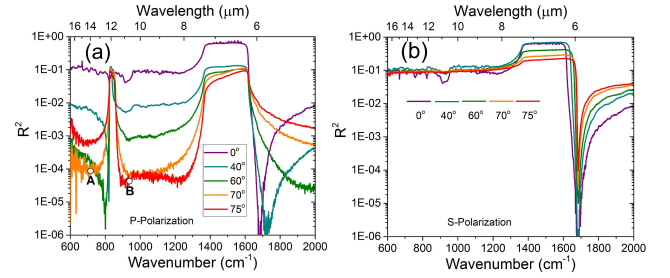 Wavelength (μm)
16 14 12 10 8 6
(a)
1E+00
1E-01
1E-02
1E-03
1E-04
1E-05
1E-06
R²
A
B
0°
40°
60°
70°
75°
P-Polarization
600 800 1000 1200 1400 1600 1800 2000
Wavenumber (cm⁻¹)
Wavelength (μm)
16 14 12 10 8 6
(b)
1E+00
1E-01
1E-02
1E-03
1E-04
1E-05
1E-06
R²
0° 40° 60° 70° 75°
S-Polarization
600 800 1000 1200 1400 1600 1800 2000
Wavenumber (cm⁻¹)